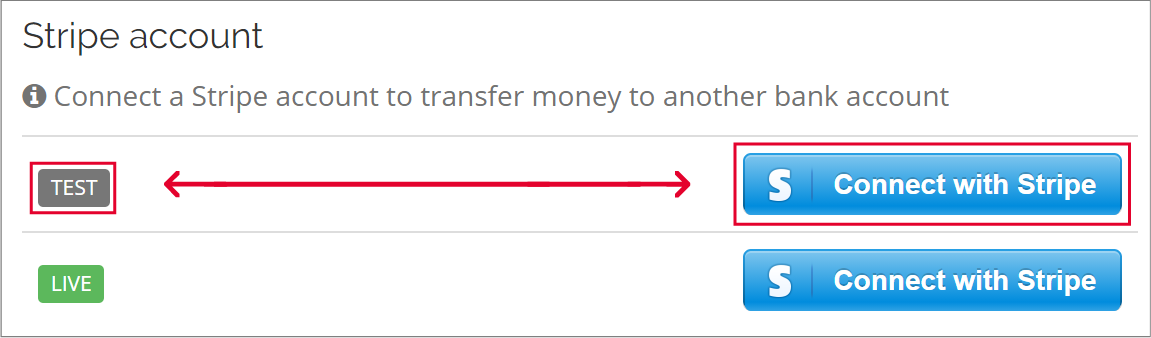 Stripe account
Connect a Stripe account to transfer money to another bank account
TEST
S Connect with Stripe
LIVE
S Connect with Stripe